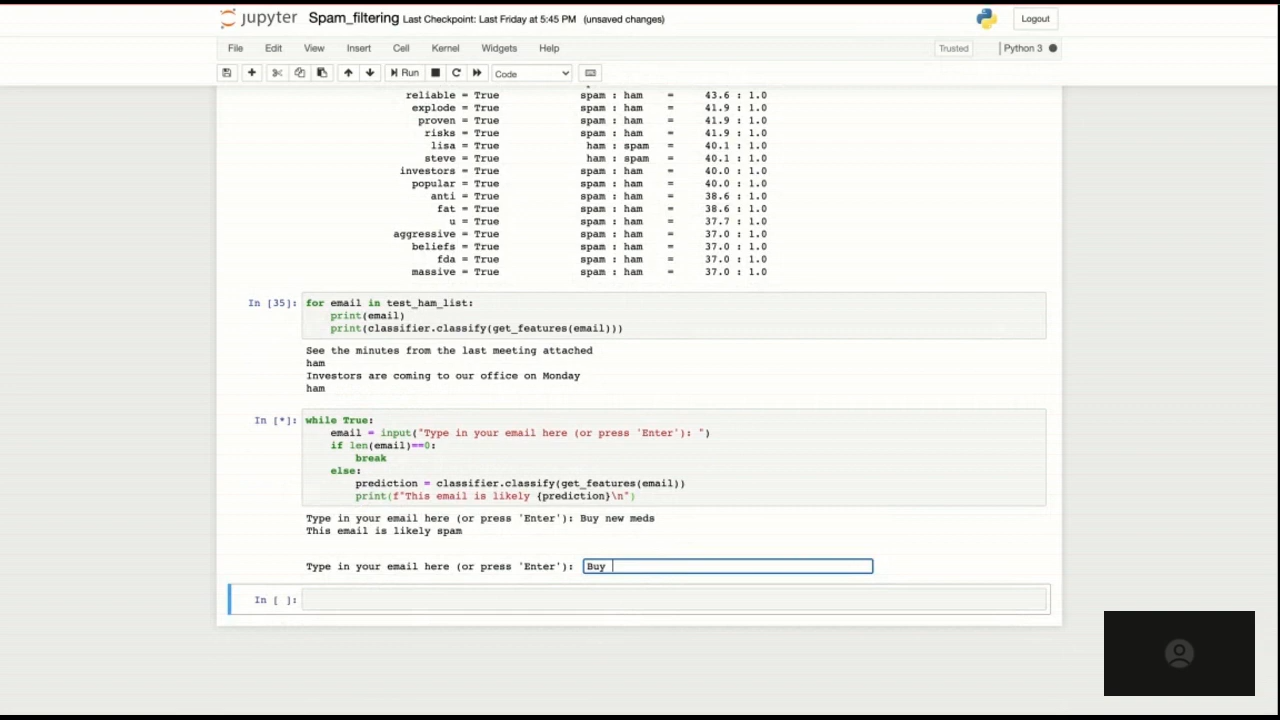 jupyter Spam_filtering Last Checkpoint: Last Friday at 5:45 PM (unsaved changes) Logout
File Edit View Insert Cell Kernel Widgets Help Trusted Python 3
Run Code
reliable = True spam : ham = 43.6 : 1.0
explode = True spam : ham = 41.9 : 1.0
proven = True spam : ham = 41.9 : 1.0
risks = True spam : ham = 41.9 : 1.0
lisa = True ham : spam = 40.1 : 1.0
steve = True ham : spam = 40.1 : 1.0
investors = True spam : ham = 40.0 : 1.0
popular = True spam : ham = 40.0 : 1.0
anti = True spam : ham = 38.6 : 1.0
fat = True spam : ham = 38.6 : 1.0
u = True spam : ham = 37.7 : 1.0
aggressive = True spam : ham = 37.0 : 1.0
beliefs = True spam : ham = 37.0 : 1.0
fda = True spam : ham = 37.0 : 1.0
massive = True spam : ham = 37.0 : 1.0
In [35]: for email in test_ham_list:
print(email)
print(classifier.classify(get_features(email)))
See the minutes from the last meeting attached
ham
Investors are coming to our office on Monday
ham
In [*]: while True:
email = input("Type in your email here (or press 'Enter'): ")
if len(email)==0:
break
else:
prediction = classifier.classify(get_features(email))
print(f"This email is likely {prediction}\n")
Type in your email here (or press 'Enter'): Buy new meds
This email is likely spam
Type in your email here (or press 'Enter'): Buy
In [ ]: